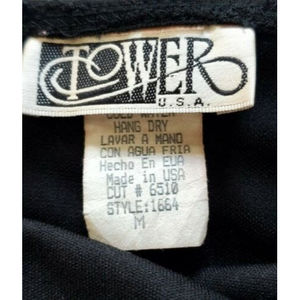 TOWER
U.S.A.
COLD WATER
HANG DRY
LAVAR A MANO
CON AGUA FRIA
Hecho En EUA
Made in USA
CUT # 6510
STYLE:1664
M